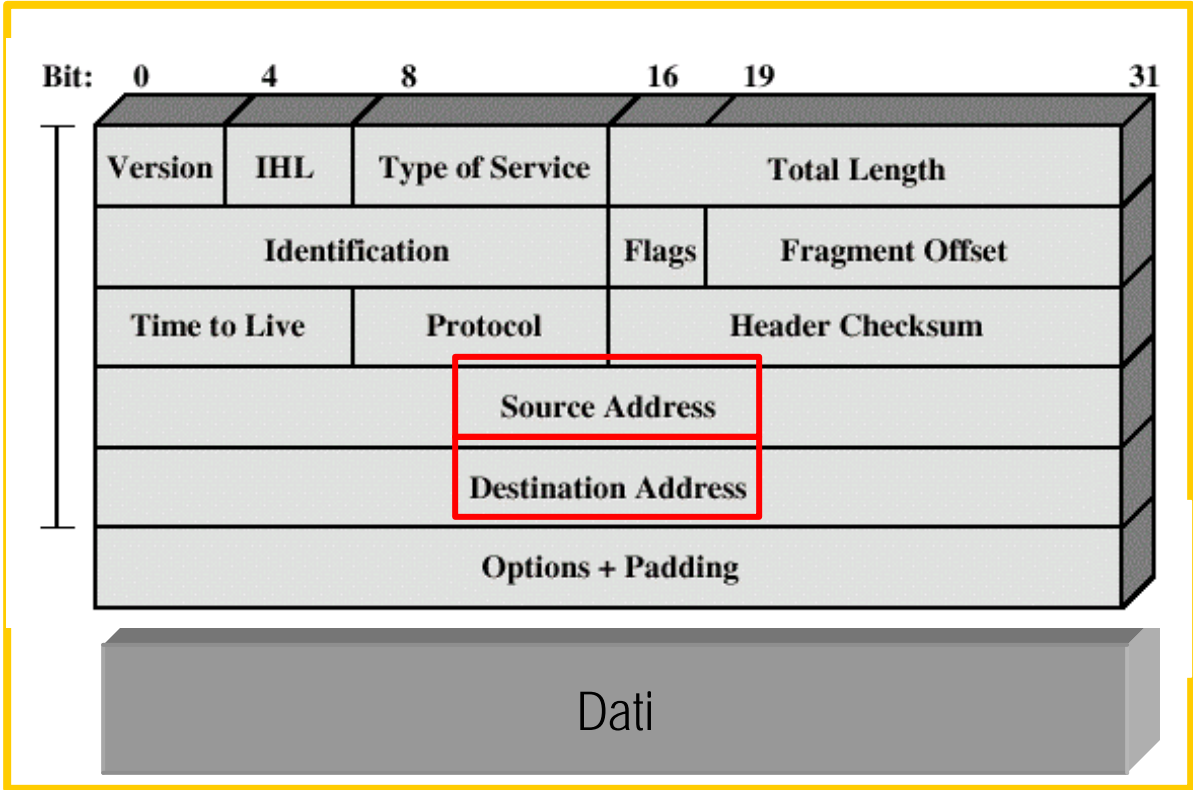 Bit: 0 4 8 16 19 31
Version IHL Type of Service Total Length
Identification Flags Fragment Offset
Time to Live Protocol Header Checksum
Source Address
Destination Address
Options + Padding
Dati